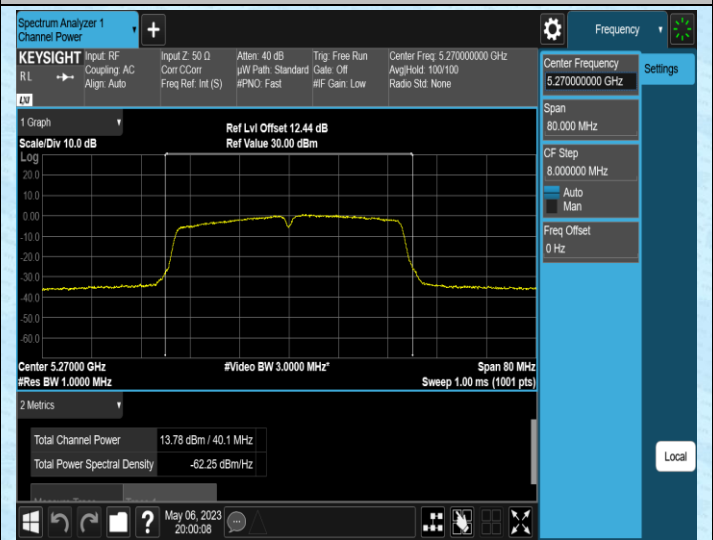 Spectrum Analyzer 1
Channel Power
Frequency
KEYSIGHT
RL
Input: RF
Coupling: AC
Align: Auto
Input Z: 50 Ω
Corr CCorr
Freq Ref: Int (S)
Atten: 40 dB
µW Path: Standard
#PNO: Fast
Trig: Free Run
Gate: Off
#IF Gain: Low
Center Freq: 5.270000000 GHz
Avg|Hold: 100/100
Radio Std: None
LXI
1 Graph
Scale/Div 10.0 dB
Ref Lvl Offset 12.44 dB
Ref Value 30.00 dBm
Log
20.0
10.0
0.00
-10.0
-20.0
-30.0
-40.0
-50.0
-60.0
Center 5.27000 GHz
#Res BW 1.0000 MHz
#Video BW 3.0000 MHz*
Span 80 MHz
Sweep 1.00 ms (1001 pts)
2 Metrics
Total Channel Power 13.78 dBm / 40.1 MHz
Total Power Spectral Density -62.25 dBm/Hz
Center Frequency
5.270000000 GHz
Span
80.000 MHz
CF Step
8.000000 MHz
Auto
Man
Freq Offset
0 Hz
Settings
Local
?
May 06, 2023
20:00:08